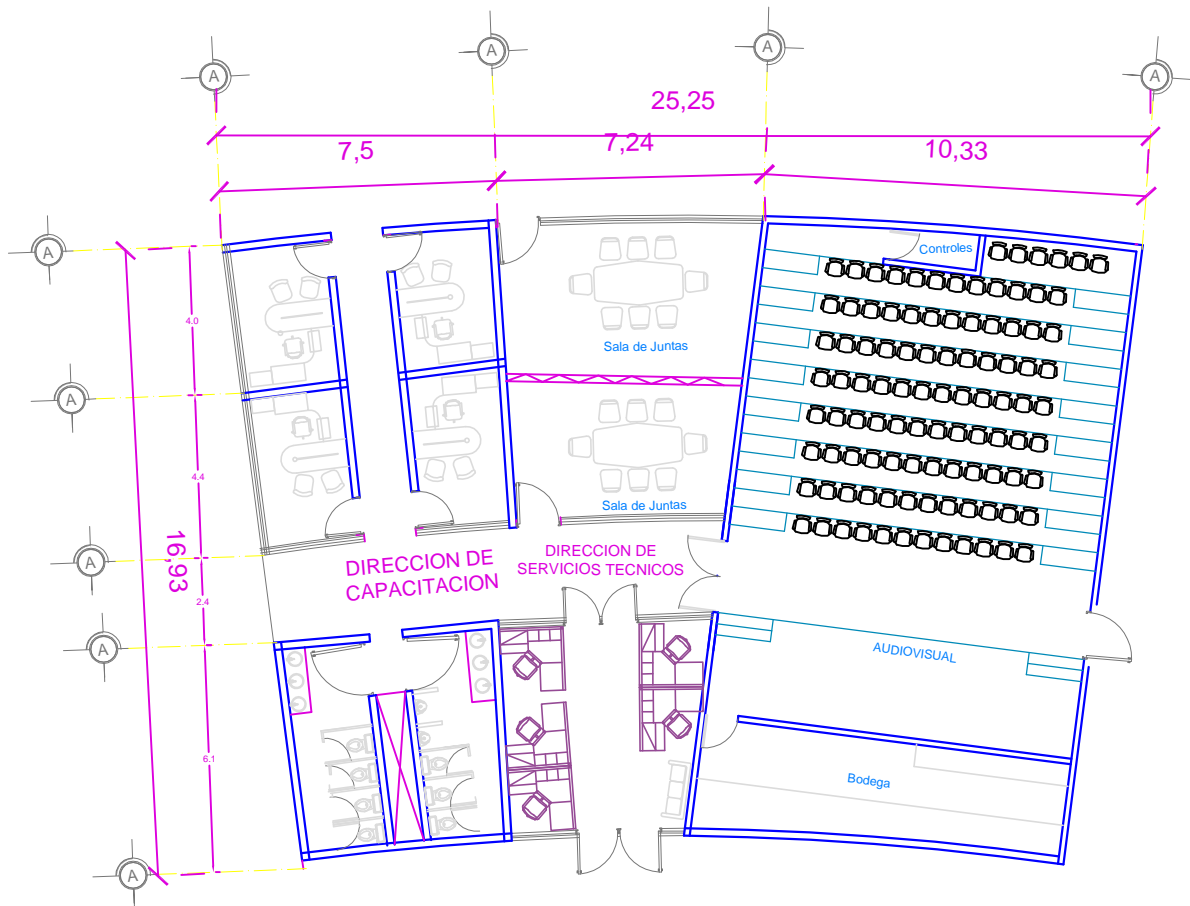 A
A
A
A
25,25
7,5
7,24
10,33
A
Controles
4.0
Sala de Juntas
A
4.4
Sala de Juntas
16,93
A
DIRECCION DE
CAPACITACION
DIRECCION DE
SERVICIOS TECNICOS
2.4
A
AUDIOVISUAL
6.1
Bodega
A